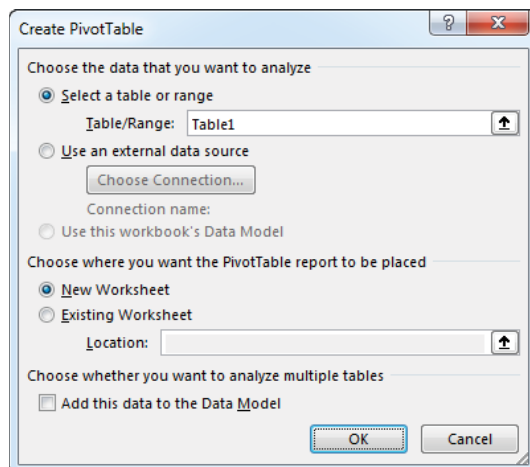 Create PivotTable
Choose the data that you want to analyze
Select a table or range
Table/Range: Table1
Use an external data source
Choose Connection...
Connection name:
Use this workbook's Data Model
Choose where you want the PivotTable report to be placed
New Worksheet
Existing Worksheet
Location:
Choose whether you want to analyze multiple tables
Add this data to the Data Model
OK Cancel